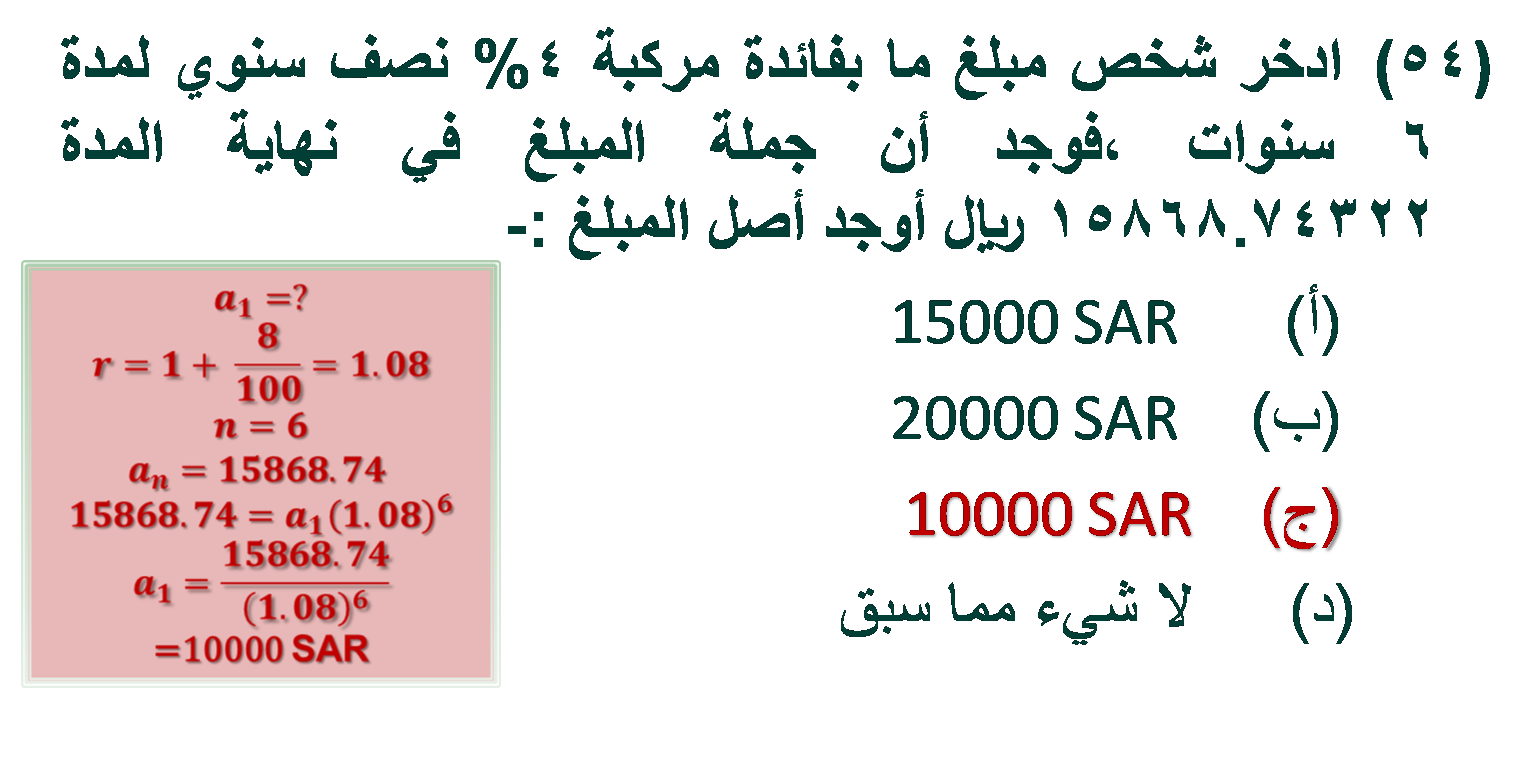 (٥٤) ادخر شخص مبلغ ما بفائدة مركبة ٤% نصف سنوي لمدة
٦ سنوات ،فوجد أن جملة المبلغ في نهاية المدة
١٥٨٦٨.٧٤٣٢٢ ريال أوجد أصل المبلغ :-
(أ) 15000 SAR
(ب) 20000 SAR
(ج) 10000 SAR
(د) لا شيء مما سبق
a₁ =?
r = 1 + 8/100 = 1.08
n = 6
aₙ = 15868.74
15868.74 = a₁(1.08)⁶
a₁ = 15868.74/(1.08)⁶
=10000 SAR